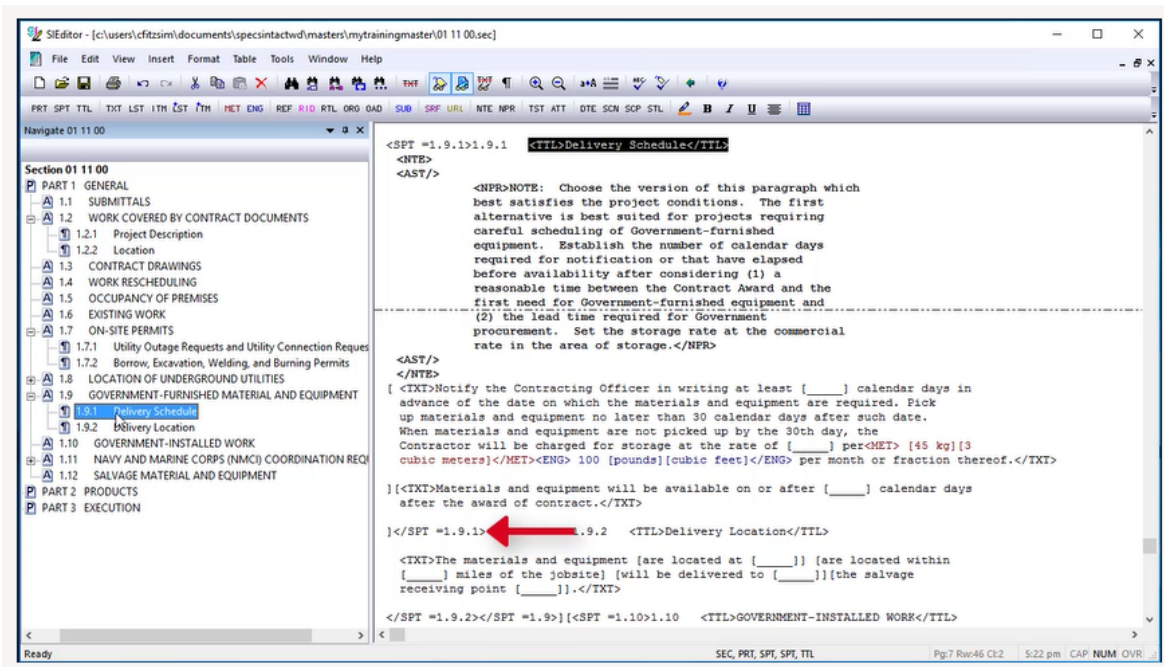 SIEditor - [c:\users\cfitzsim\documents\specsintactwd\masters\mytrainingmaster\01 11 00.sec]
File Edit View Insert Format Table Tools Window Help
PRT SPT TTL TXT LST ITM LST ITM MET ENG REF RID RTL ORG OAD SUB SRF URL NTE NPR TST ATT DTE SCN SCP STL B I U
Navigate 01 11 00
Section 01 11 00
PART 1 GENERAL
1.1 SUBMITTALS
1.2 WORK COVERED BY CONTRACT DOCUMENTS
1.2.1 Project Description
1.2.2 Location
1.3 CONTRACT DRAWINGS
1.4 WORK RESCHEDULING
1.5 OCCUPANCY OF PREMISES
1.6 EXISTING WORK
1.7 ON-SITE PERMITS
1.7.1 Utility Outage Requests and Utility Connection Reques
1.7.2 Borrow, Excavation, Welding, and Burning Permits
1.8 LOCATION OF UNDERGROUND UTILITIES
1.9 GOVERNMENT-FURNISHED MATERIAL AND EQUIPMENT
1.9.1 Delivery Schedule
1.9.2 Delivery Location
1.10 GOVERNMENT-INSTALLED WORK
1.11 NAVY AND MARINE CORPS (NMCI) COORDINATION REQ
1.12 SALVAGE MATERIAL AND EQUIPMENT
PART 2 PRODUCTS
PART 3 EXECUTION
<SPT =1.9.1>1.9.1 <TTL>Delivery Schedule</TTL>
<NTE>
<AST/>
<NPR>NOTE: Choose the version of this paragraph which
best satisfies the project conditions. The first
alternative is best suited for projects requiring
careful scheduling of Government-furnished
equipment. Establish the number of calendar days
required for notification or that have elapsed
before availability after considering (1) a
reasonable time between the Contract Award and the
first need for Government-furnished equipment and
(2) the lead time required for Government
procurement. Set the storage rate at the commercial
rate in the area of storage.</NPR>
<AST/>
</NTE>
[ <TXT>Notify the Contracting Officer in writing at least [_____] calendar days in
advance of the date on which the materials and equipment are required. Pick
up materials and equipment no later than 30 calendar days after such date.
When materials and equipment are not picked up by the 30th day, the
Contractor will be charged for storage at the rate of [_____] per<MET> [45 kg][3
cubic meters]</MET><ENG> 100 [pounds][cubic feet]</ENG> per month or fraction thereof.</TXT>
][<TXT>Materials and equipment will be available on or after [_____] calendar days
after the award of contract.</TXT>
]</SPT =1.9.1> 1.9.2 <TTL>Delivery Location</TTL>
<TXT>The materials and equipment [are located at [_____]] [are located within
[_____] miles of the jobsite] [will be delivered to [_____]][the salvage
receiving point [_____]].</TXT>
</SPT =1.9.2></SPT =1.9>][<SPT =1.10>1.10 <TTL>GOVERNMENT-INSTALLED WORK</TTL>
Ready SEC, PRT, SPT, SPT, TTL Pg:7 Rw:46 Cl:2 5:22 pm CAP NUM OVR